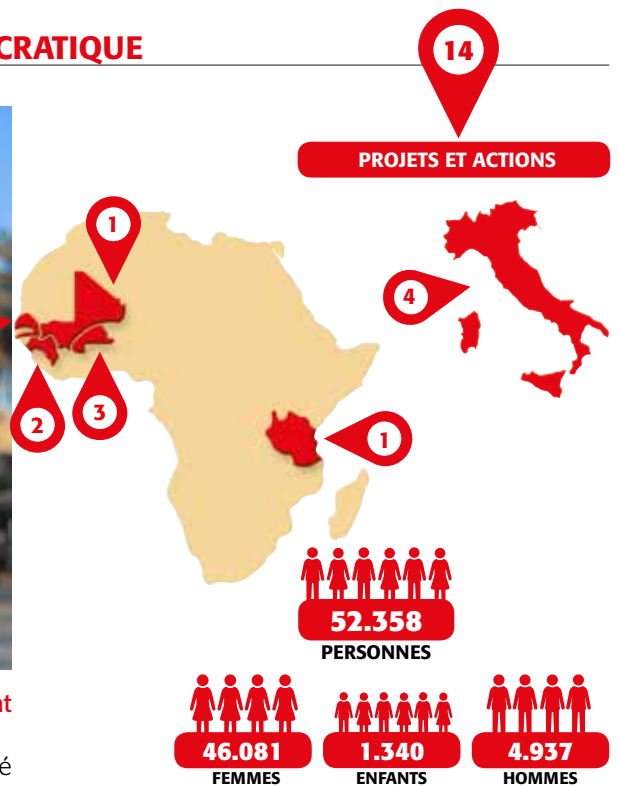 CRATIQUE
14
PROJETS ET ACTIONS
1
4
2
3
1
52.358
PERSONNES
46.081
FEMMES
1.340
ENFANTS
4.937
HOMMES
nt
é